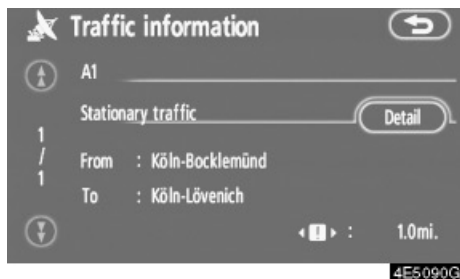 Traffic information
A1
Stationary traffic
Detail
1
/
1
From : Köln-Bocklemünd
To : Köln-Lövenich
! : 1.0mi.
4E5090G